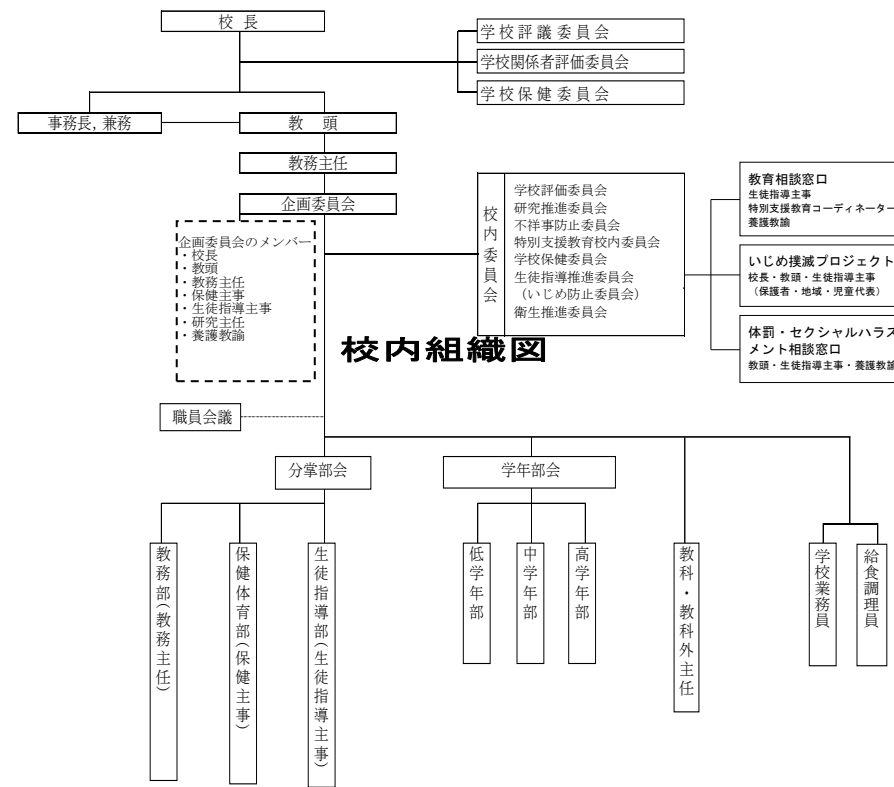 校 長
学校評議委員会
学校関係者評価委員会
学校保健委員会
事務長，兼務
教 頭
教務主任
企画委員会
企画委員会のメンバー
・校長
・教頭
・教務主任
・保健主事
・生徒指導主事
・研究主任
・養護教諭
校内委員会
学校評価委員会
研究推進委員会
不祥事防止委員会
特別支援教育校内委員会
学校保健委員会
生徒指導推進委員会
（いじめ防止委員会）
衛生推進委員会
教育相談窓口
生徒指導主事
特別支援教育コーディネーター
養護教諭
いじめ撲滅プロジェクト
校長・教頭・生徒指導主事
（保護者・地域・児童代表）
体罰・セクシャルハラス
メント相談窓口
教頭・生徒指導主事・養護教諭
校内組織図
職員会議
分掌部会
学年部会
教務部（教務主任）
保健体育部（保健主事）
生徒指導部（生徒指導主事）
低学年部
中学年部
高学年部
教科・教科外主任
学校業務員
給食調理員